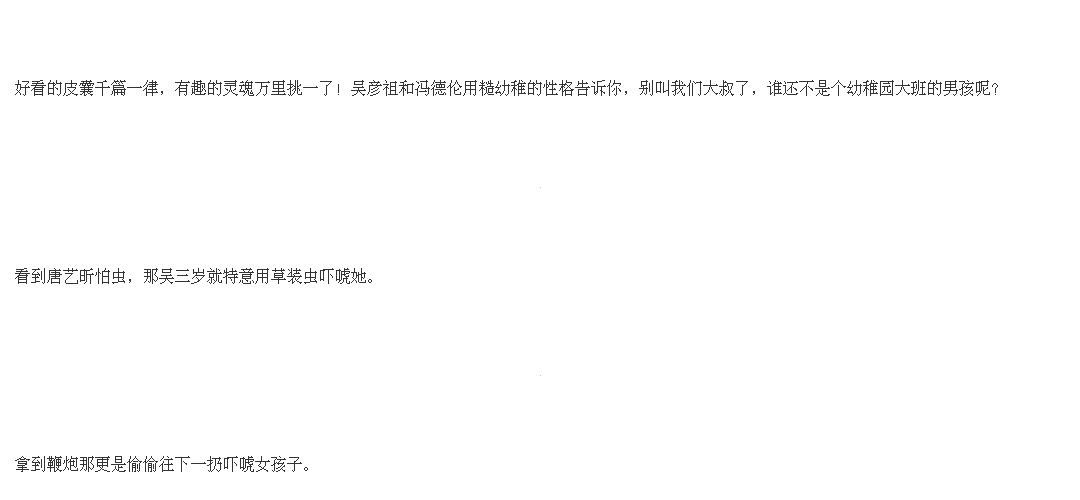 好看的皮囊千篇一律，有趣的灵魂万里挑一了！吴彦祖和冯德伦用糙幼稚的性格告诉你，别叫我们大叔了，谁还不是个幼稚园大班的男孩呢？
看到唐艺昕怕虫，那吴三岁就特意用草装虫吓唬她。
拿到鞭炮那更是偷偷往下一扔吓唬女孩子。